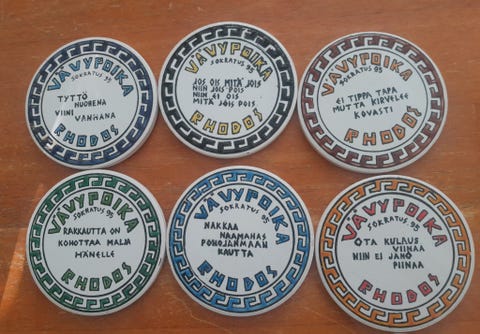 VÄVYPOIKA
SOKRATUS 95
TYTTÖ
NUORENA
VIINI
VANHANA
RHODOS
VÄVYPOIKA
SOKRATUS 95
JOS OIS MITÄ JOIS
NIIN JOIS POIS
NIIN EI OIS
MITÄ JOIS POIS
RHODOS
VÄVYPOIKA
SOKRATUS 95
EI TIPPA TAPA
MUTTA KIRVELEE
KOVASTI
RHODOS
VÄVYPOIKA
SOKRATUS 95
RAKKAUTTA ON
KOHOTTAA MALJA
HÄNELLE
RHODOS
VÄVYPOIKA
SOKRATUS 95
NAKKAA
NAAMAHAS
POHOJANMAAN
KAUTTA
RHODOS
VÄVYPOIKA
SOKRATUS 95
OTA KULAUS
VIINAA
NIIN EI JANO
PIINAA
RHODOS